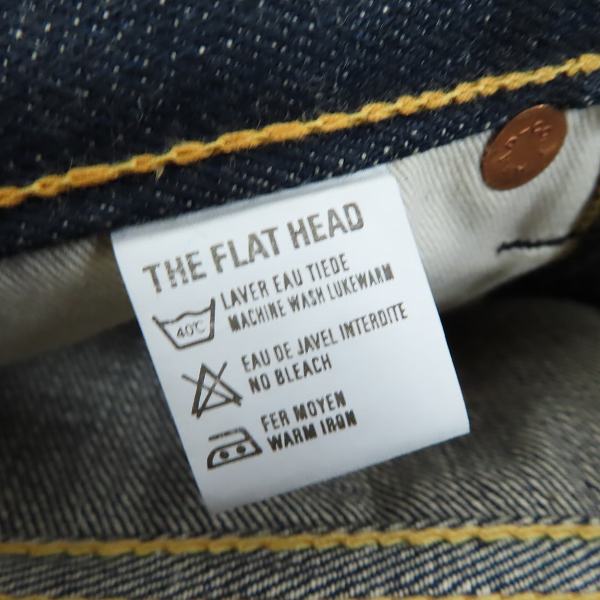 THE FLAT HEAD
40℃
LAVER EAU TIEDE
MACHINE WASH LUKEWARM
EAU DE JAVEL INTERDITE
NO BLEACH
FER MOYEN
WARM IRON